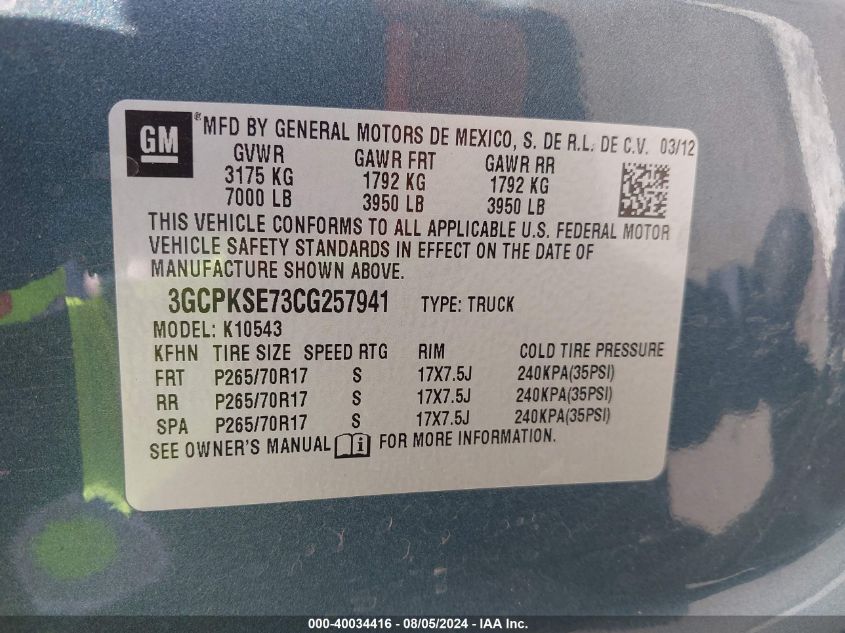 GM ® MFD BY GENERAL MOTORS DE MEXICO, S. DE R.L. DE C.V. 03/12
GVWR GAWR FRT GAWR RR
3175 KG 1792 KG 1792 KG
7000 LB 3950 LB 3950 LB
THIS VEHICLE CONFORMS TO ALL APPLICABLE U.S. FEDERAL MOTOR
VEHICLE SAFETY STANDARDS IN EFFECT ON THE DATE OF
MANUFACTURE SHOWN ABOVE.
3GCPKSE73CG257941 TYPE: TRUCK
MODEL: K10543
KFHN TIRE SIZE SPEED RTG RIM COLD TIRE PRESSURE
FRT P265/70R17 S 17X7.5J 240KPA(35PSI)
RR P265/70R17 S 17X7.5J 240KPA(35PSI)
SPA P265/70R17 S 17X7.5J 240KPA(35PSI)
SEE OWNER'S MANUAL i FOR MORE INFORMATION.
000-40034416 - 08/05/2024 - IAA Inc.